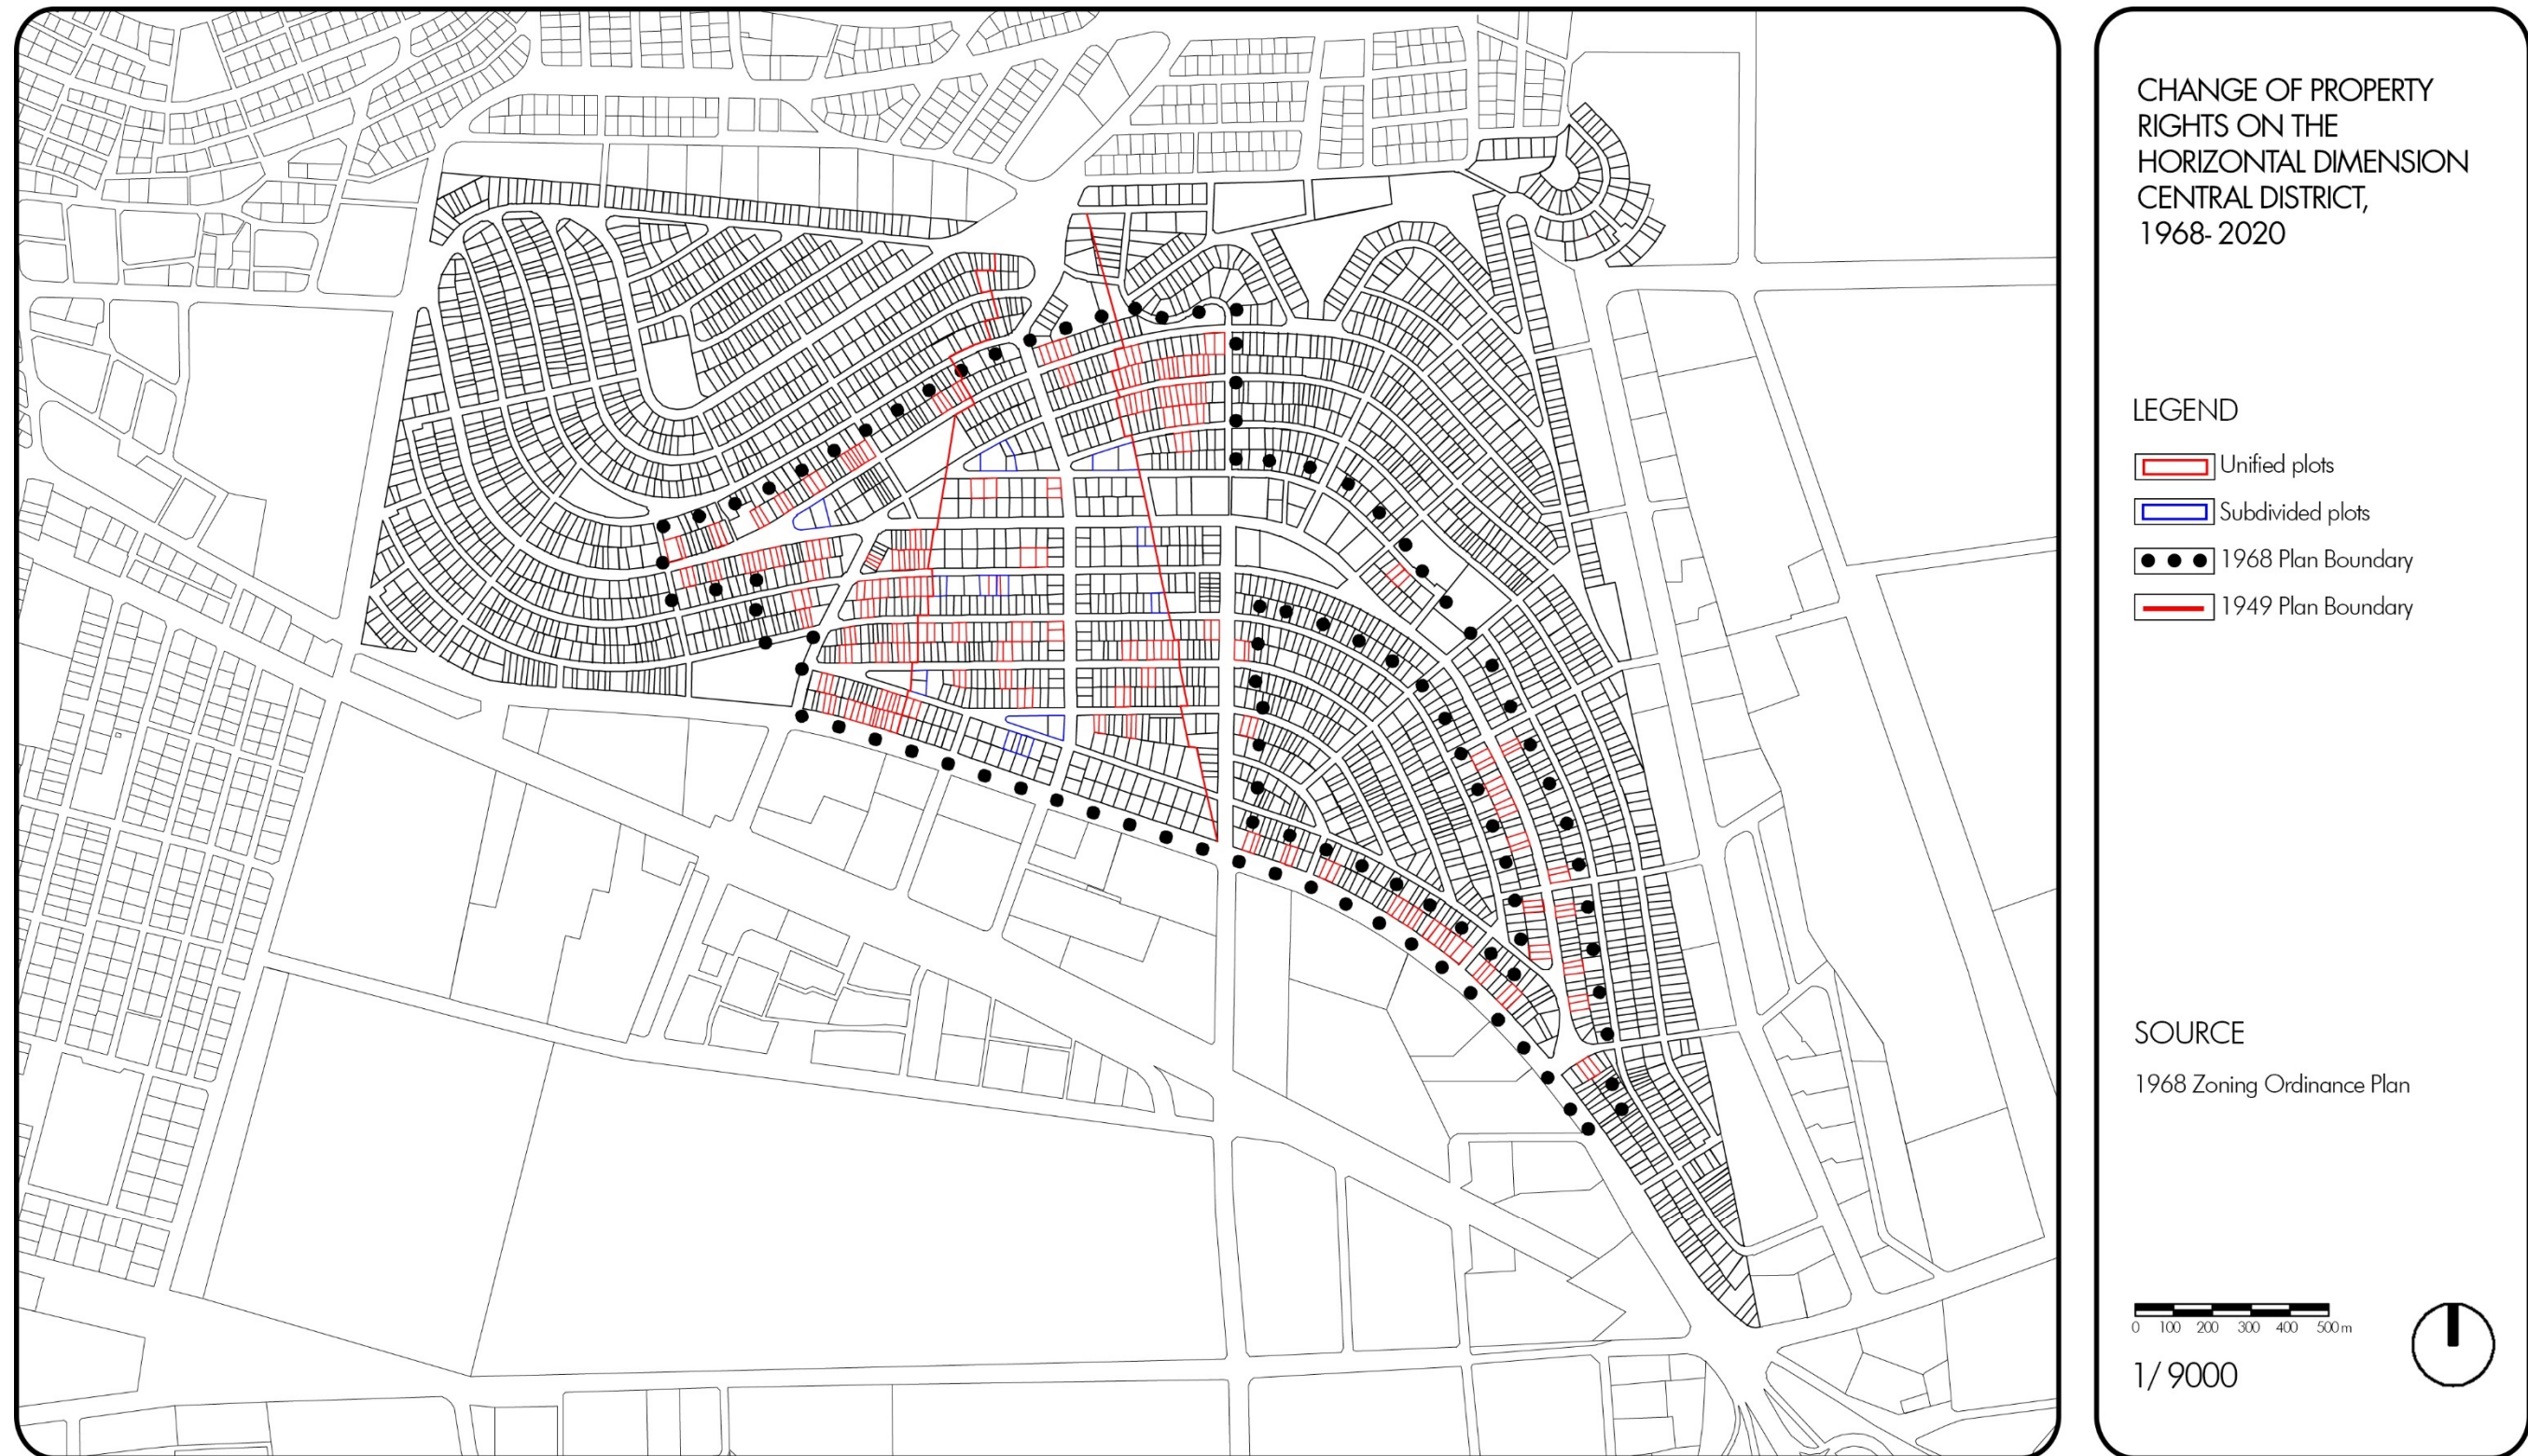 CHANGE OF PROPERTY
RIGHTS ON THE
HORIZONTAL DIMENSION
CENTRAL DISTRICT,
1968- 2020
LEGEND
Unified plots
Subdivided plots
1968 Plan Boundary
1949 Plan Boundary
SOURCE
1968 Zoning Ordinance Plan
0 100 200 300 400 500 m
1/ 9000